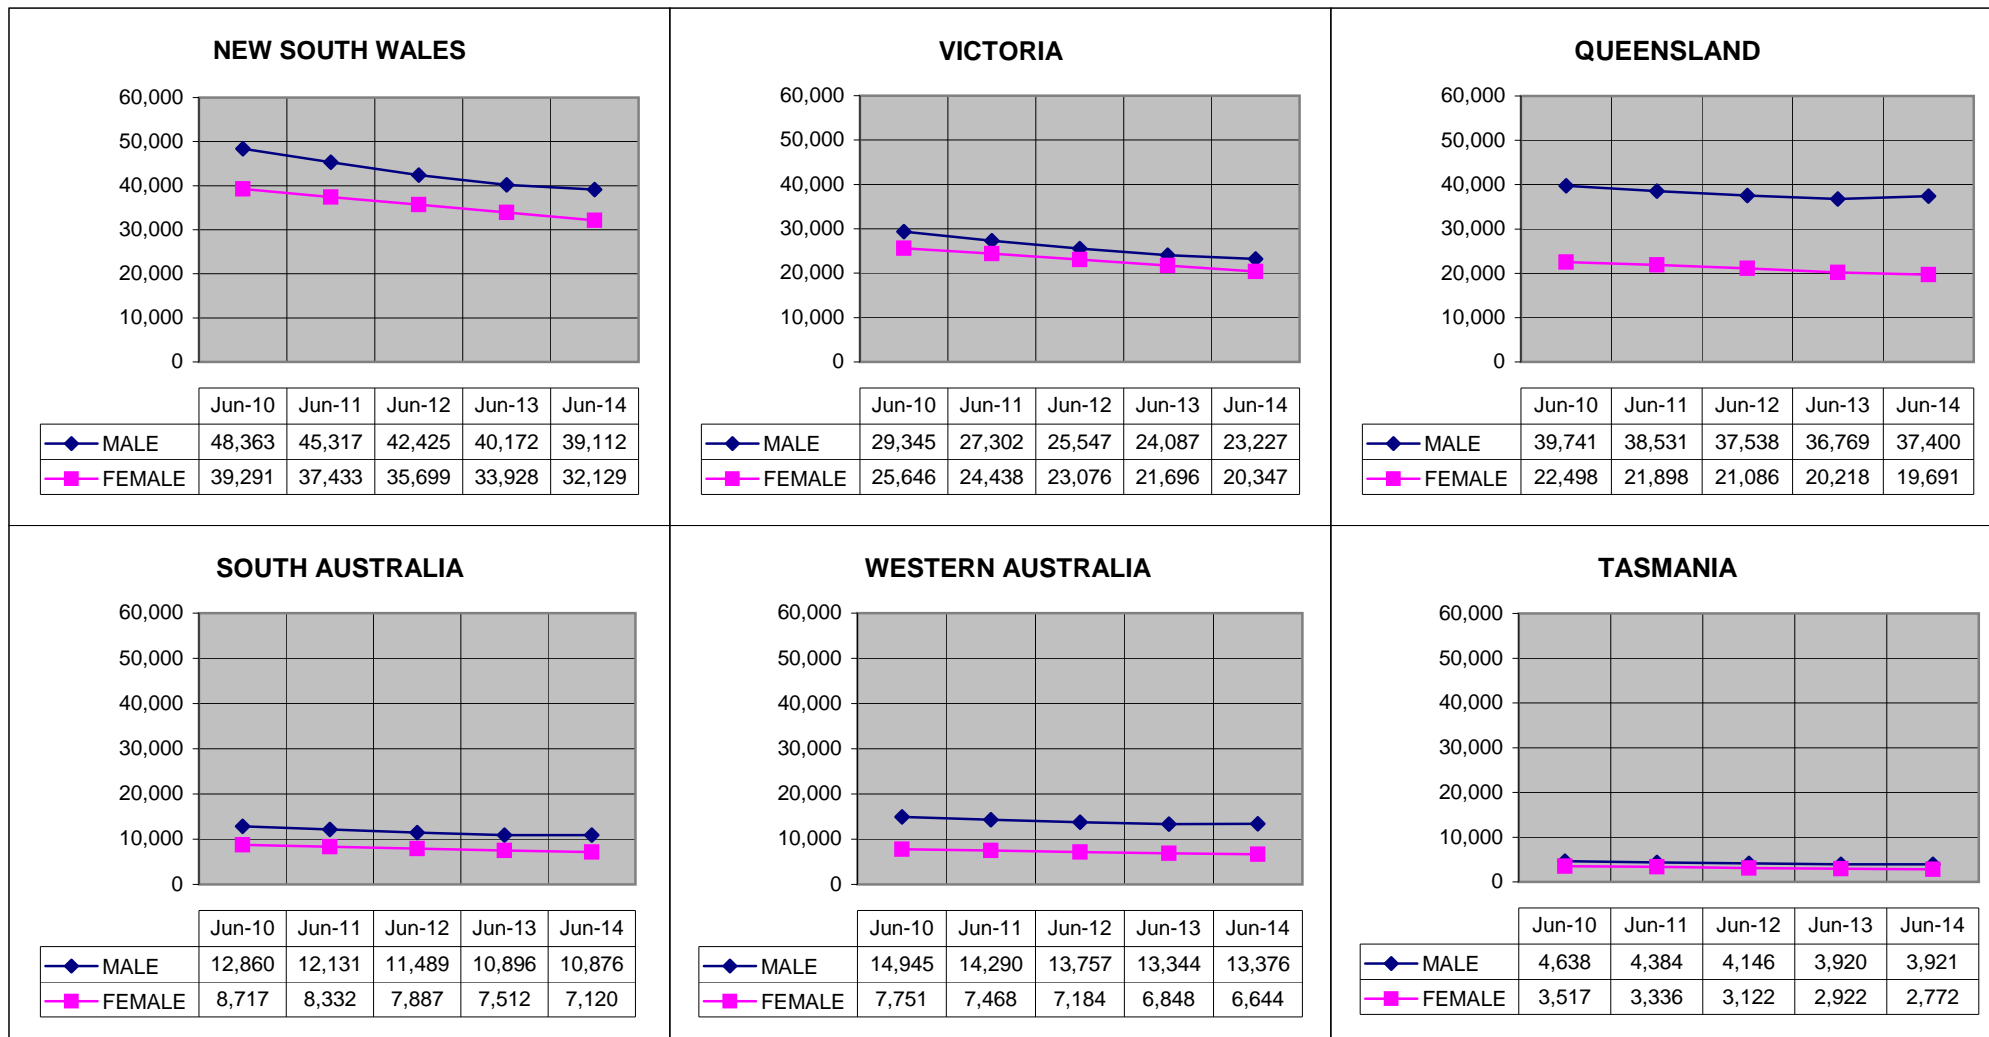 NEW SOUTH WALES
60,000
50,000
40,000
30,000
20,000
10,000
0
Jun-10 Jun-11 Jun-12 Jun-13 Jun-14
MALE 48,363 45,317 42,425 40,172 39,112
FEMALE 39,291 37,433 35,699 33,928 32,129
VICTORIA
60,000
50,000
40,000
30,000
20,000
10,000
0
Jun-10 Jun-11 Jun-12 Jun-13 Jun-14
MALE 29,345 27,302 25,547 24,087 23,227
FEMALE 25,646 24,438 23,076 21,696 20,347
QUEENSLAND
60,000
50,000
40,000
30,000
20,000
10,000
0
Jun-10 Jun-11 Jun-12 Jun-13 Jun-14
MALE 39,741 38,531 37,538 36,769 37,400
FEMALE 22,498 21,898 21,086 20,218 19,691
SOUTH AUSTRALIA
60,000
50,000
40,000
30,000
20,000
10,000
0
Jun-10 Jun-11 Jun-12 Jun-13 Jun-14
MALE 12,860 12,131 11,489 10,896 10,876
FEMALE 8,717 8,332 7,887 7,512 7,120
WESTERN AUSTRALIA
60,000
50,000
40,000
30,000
20,000
10,000
0
Jun-10 Jun-11 Jun-12 Jun-13 Jun-14
MALE 14,945 14,290 13,757 13,344 13,376
FEMALE 7,751 7,468 7,184 6,848 6,644
TASMANIA
60,000
50,000
40,000
30,000
20,000
10,000
0
Jun-10 Jun-11 Jun-12 Jun-13 Jun-14
MALE 4,638 4,384 4,146 3,920 3,921
FEMALE 3,517 3,336 3,122 2,922 2,772